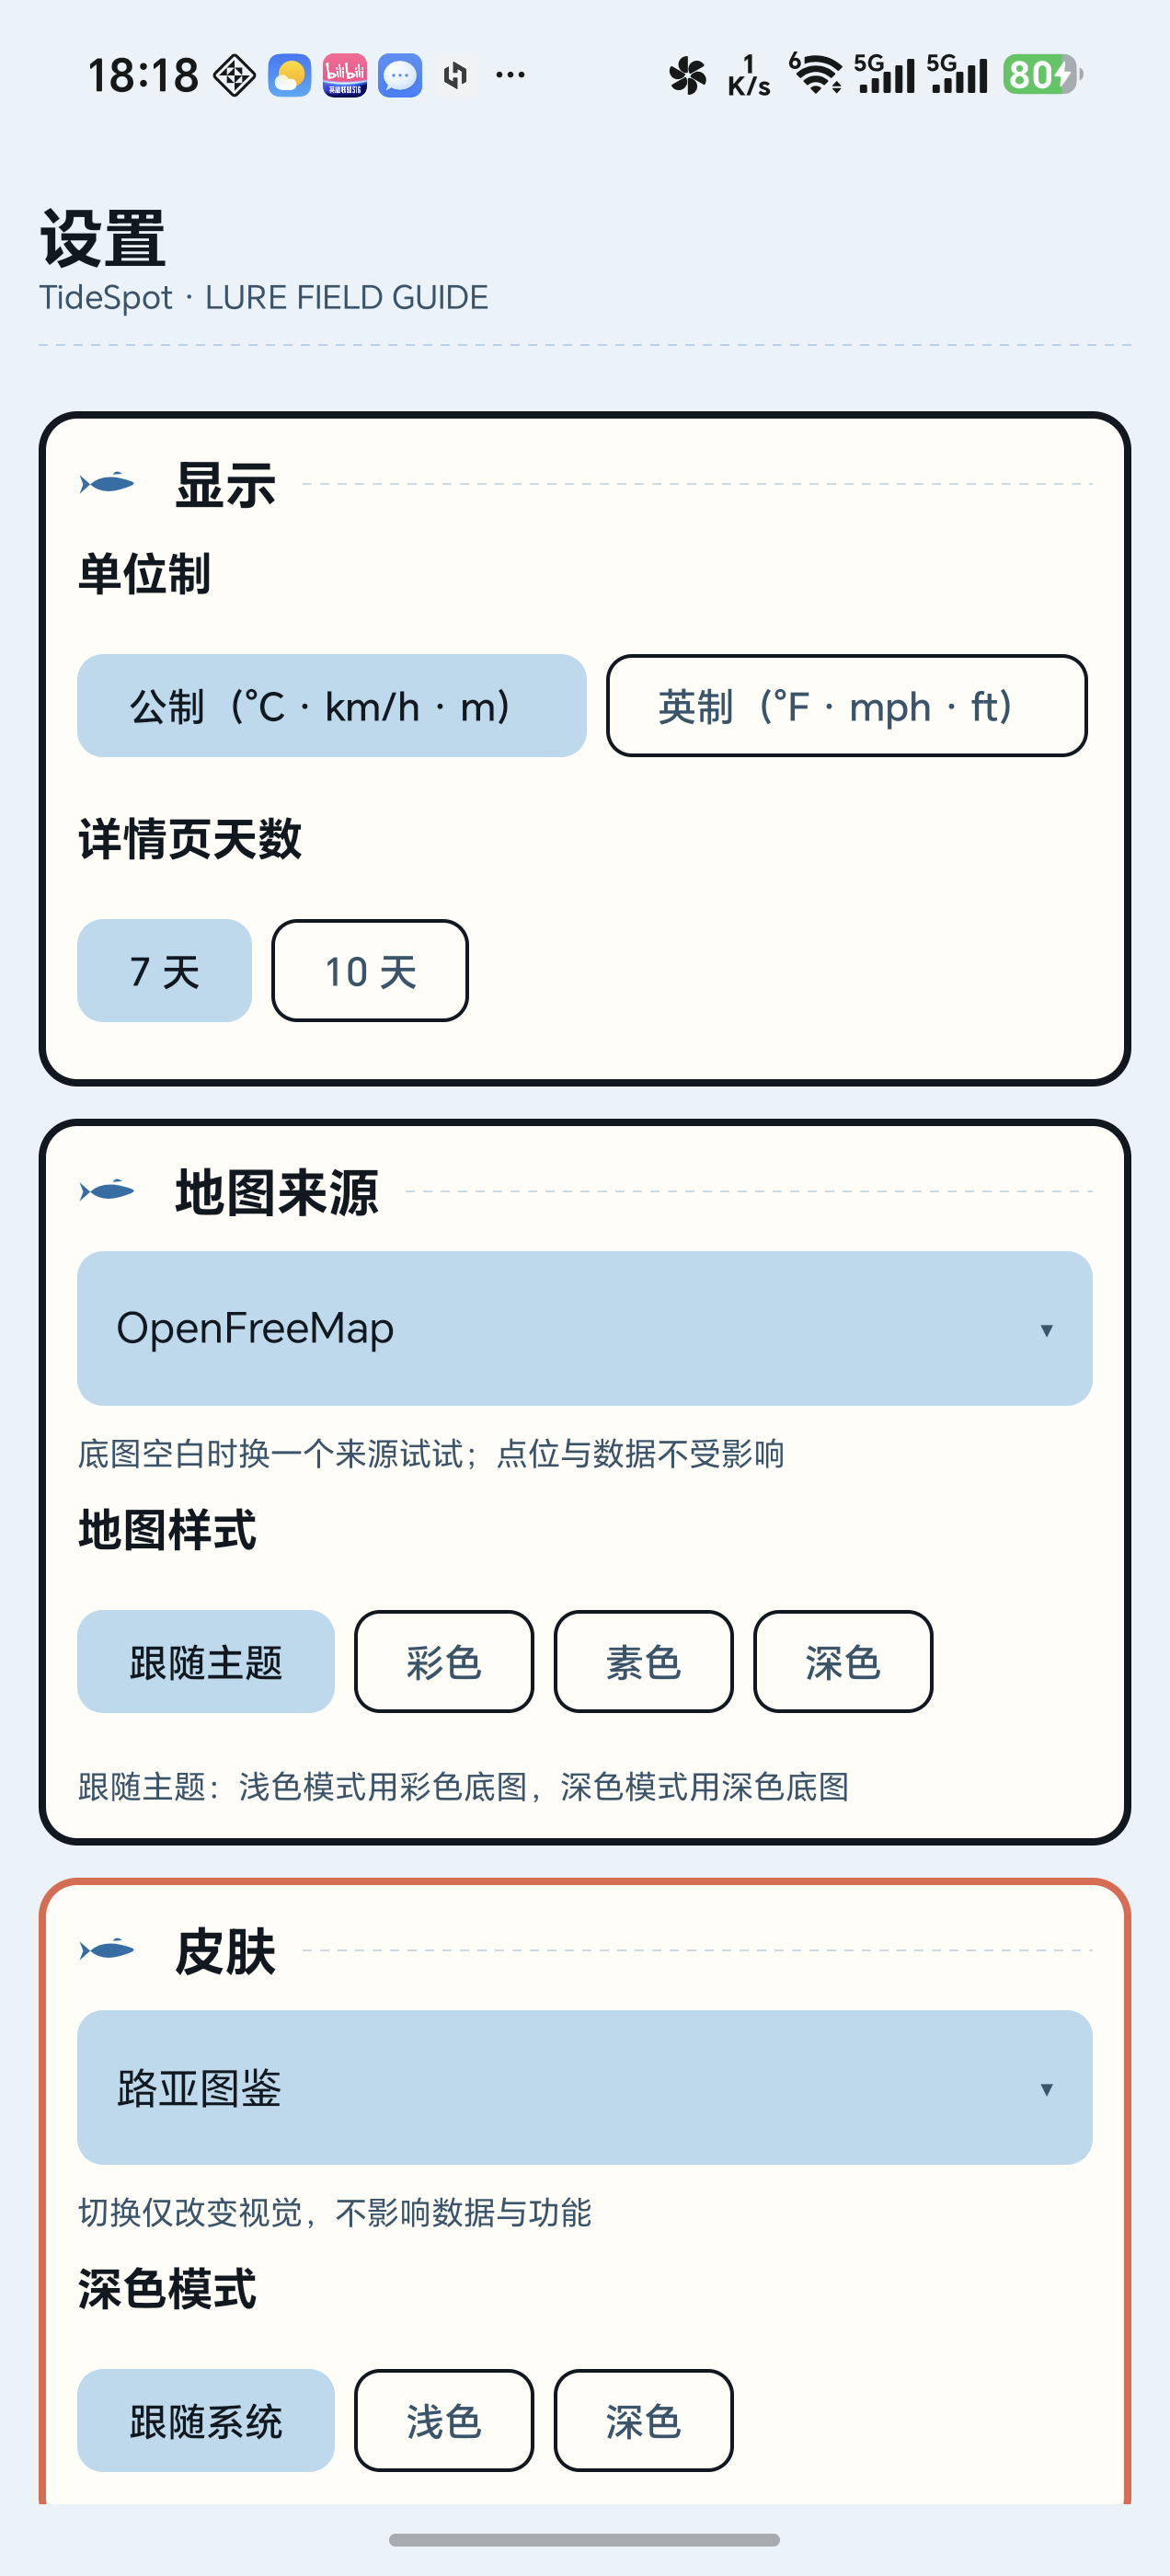 18:18
bilibili
1
K/s
6
5G
5G
80
设置
TideSpot · LURE FIELD GUIDE
显示
单位制
公制（°C · km/h · m）
英制（°F · mph · ft）
详情页天数
7 天
10 天
地图来源
OpenFreeMap
▼
底图空白时换一个来源试试；点位与数据不受影响
地图样式
跟随主题
彩色
素色
深色
跟随主题：浅色模式用彩色底图，深色模式用深色底图
皮肤
路亚图鉴
▼
切换仅改变视觉，不影响数据与功能
深色模式
跟随系统
浅色
深色